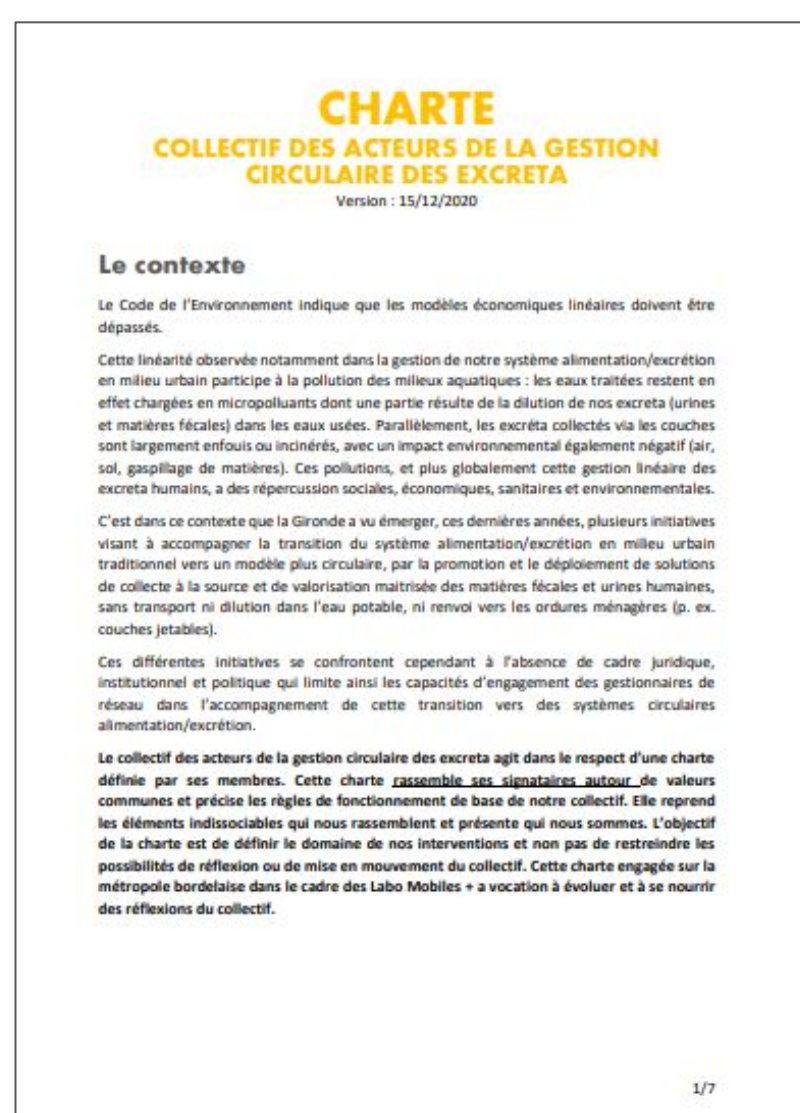 CHARTE
COLLECTIF DES ACTEURS DE LA GESTION
CIRCULAIRE DES EXCRETA
Version : 15/12/2020
Le contexte
Le Code de l'Environnement indique que les modèles économiques linéaires doivent être
dépassés.
Cette linéarité observée notamment dans la gestion de notre système alimentation/excrétion
en milieu urbain participe à la pollution des milieux aquatiques : les eaux traitées restent en
effet chargées en micropolluants dont une partie résulte de la dilution de nos excreta (urines
et matières fécales) dans les eaux usées. Parallèlement, les excréta collectés via les couches
sont largement enfouis ou incinérés, avec un impact environnemental également négatif (air,
sol, gaspillage de matières). Ces pollutions, et plus globalement cette gestion linéaire des
excreta humains, a des répercussion sociales, économiques, sanitaires et environnementales.
C'est dans ce contexte que la Gironde a vu émerger, ces dernières années, plusieurs initiatives
visant à accompagner la transition du système alimentation/excrétion en milieu urbain
traditionnel vers un modèle plus circulaire, par la promotion et le déploiement de solutions
de collecte à la source et de valorisation maitrisée des matières fécales et urines humaines,
sans transport ni dilution dans l'eau potable, ni renvoi vers les ordures ménagères (p. ex.
couches jetables).
Ces différentes initiatives se confrontent cependant à l'absence de cadre juridique,
institutionnel et politique qui limite ainsi les capacités d'engagement des gestionnaires de
réseau dans l'accompagnement de cette transition vers des systèmes circulaires
alimentation/excrétion.
Le collectif des acteurs de la gestion circulaire des excreta agit dans le respect d'une charte
définie par ses membres. Cette charte rassemble ses signataires autour de valeurs
communes et précise les règles de fonctionnement de base de notre collectif. Elle reprend
les éléments indissociables qui nous rassemblent et présente qui nous sommes. L'objectif
de la charte est de définir le domaine de nos interventions et non pas de restreindre les
possibilités de réflexion ou de mise en mouvement du collectif. Cette charte engagée sur la
métropole bordelaise dans le cadre des Labo Mobiles + a vocation à évoluer et à se nourrir
des réflexions du collectif.
1/7